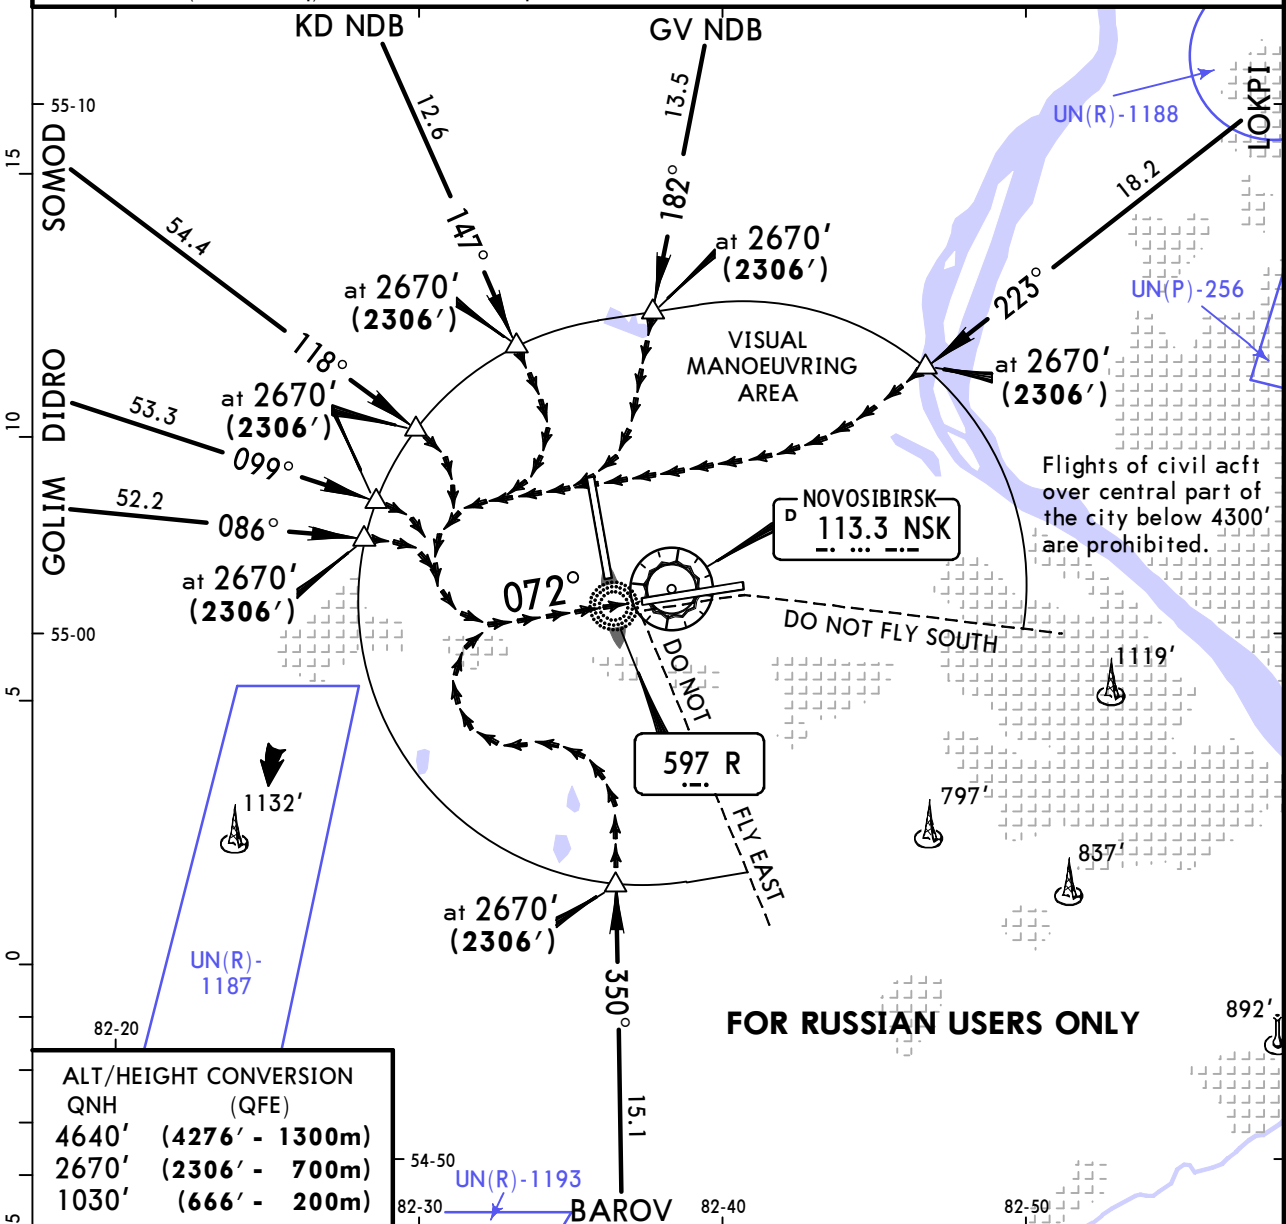 KD NDB
GV NDB
LOKPI
55-10
12.6
13.5
UN(R)-1188
15
SOMOD
18.2
54.4
147°
182°
at 2670'
(2306')
223°
at 2670'
(2306')
UN(P)-256
118°
VISUAL
MANOEUVRING
AREA
at 2670'
(2306')
DIDRO
53.3
at 2670'
(2306')
10
099°
Flights of civil acft
over central part of
the city below 4300'
are prohibited.
GOLIM
52.2
086°
NOVOSIBIRSK
D
113.3 NSK
at 2670'
(2306')
072°
55-00
DO NOT FLY SOUTH
DO NOT
FLY EAST
1119'
5
597 R
1132'
797'
837'
at 2670'
(2306')
UN(R)-
1187
0
350°
FOR RUSSIAN USERS ONLY
892'
82-20
ALT/HEIGHT CONVERSION
QNH (QFE)
4640' (4276' - 1300m)
2670' (2306' - 700m)
1030' (666' - 200m)
15.1
54-50
UN(R)-1193
82-30
BAROV
82-40
82-50
5